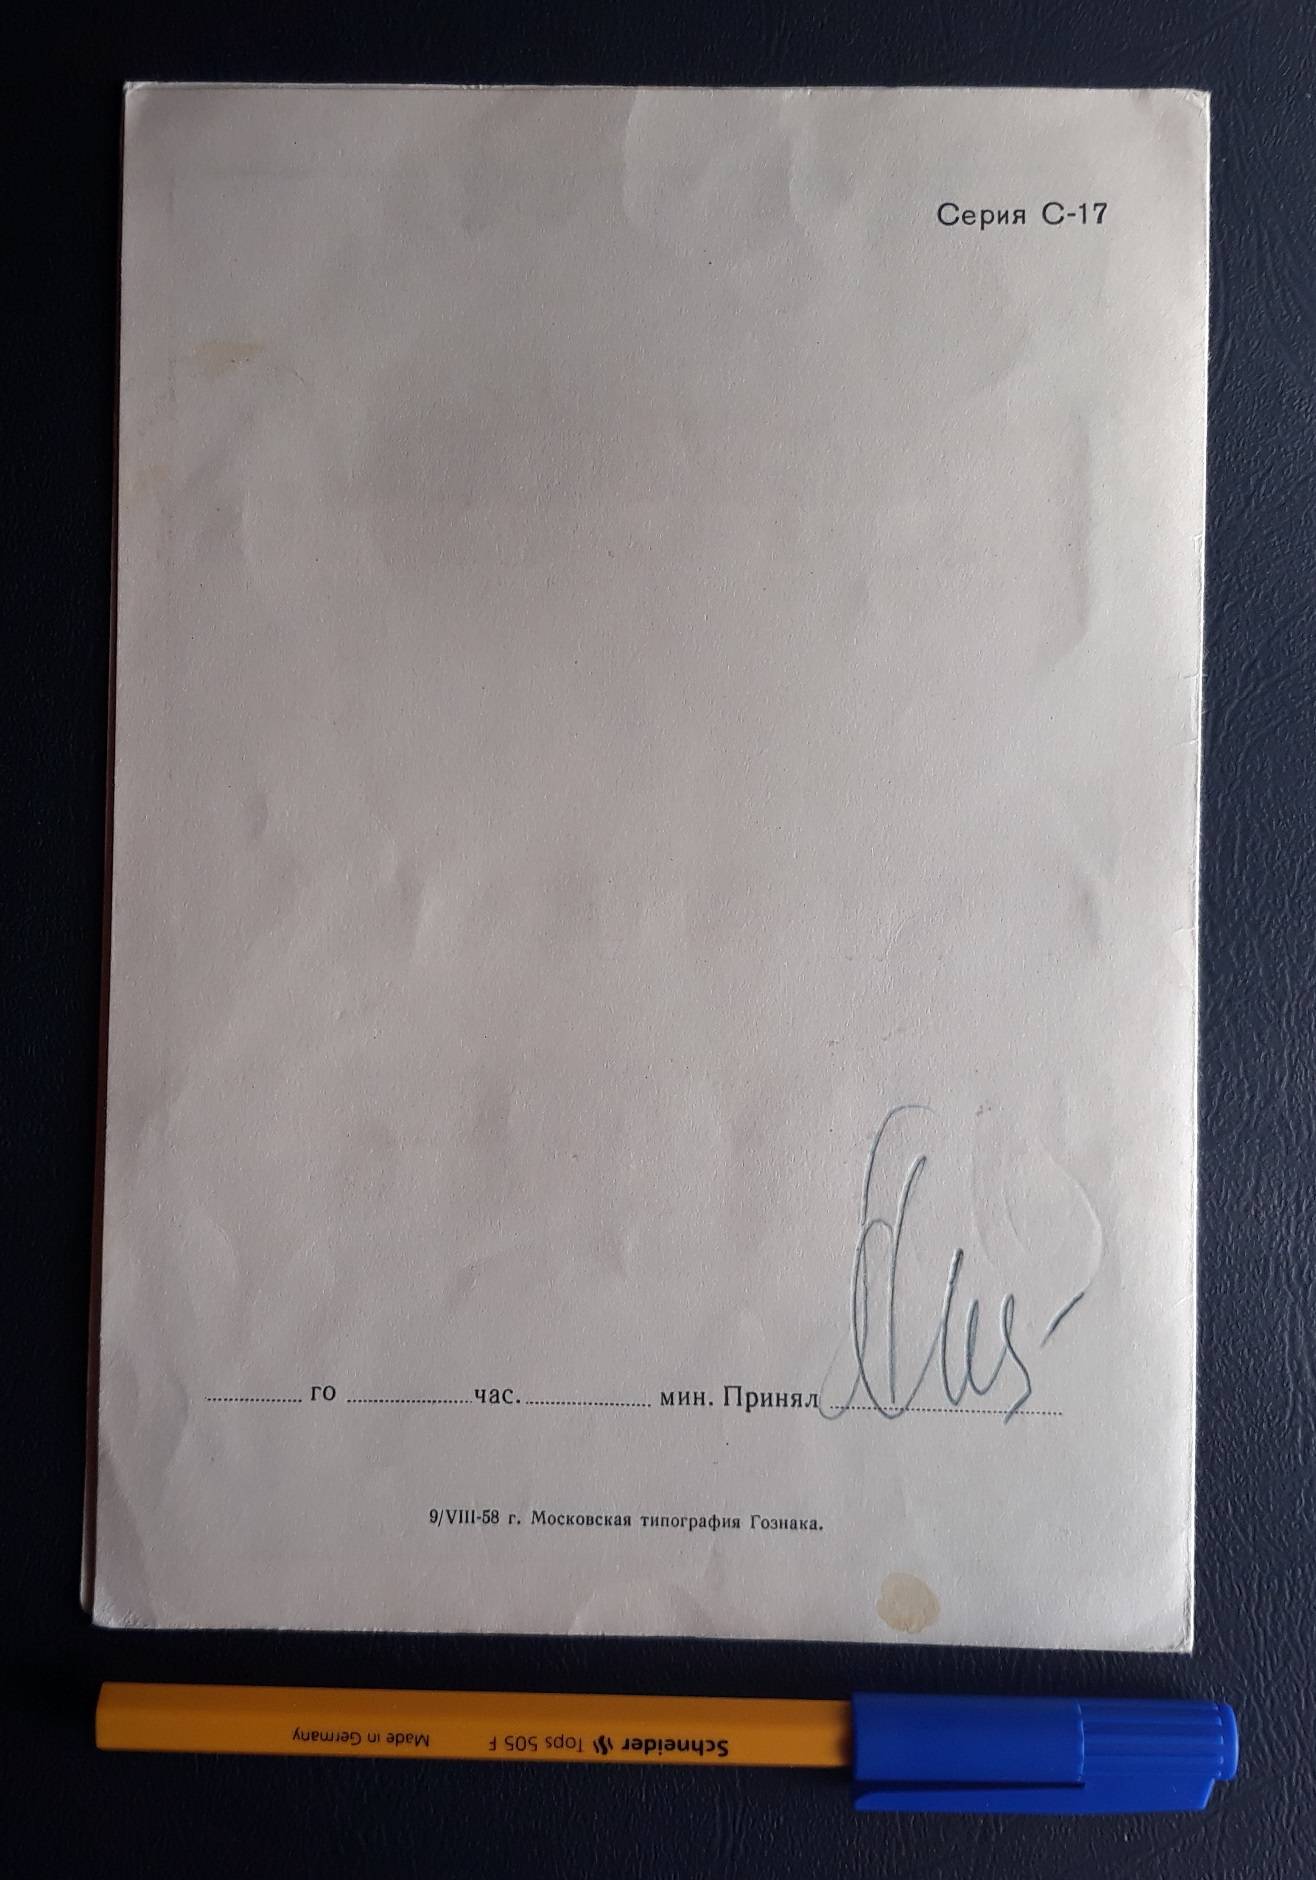 Серия С-17
го час. мин. Принял
9/VIII-58 г. Московская типография Гознака.
Schneider Tops 505 F Made in Germany